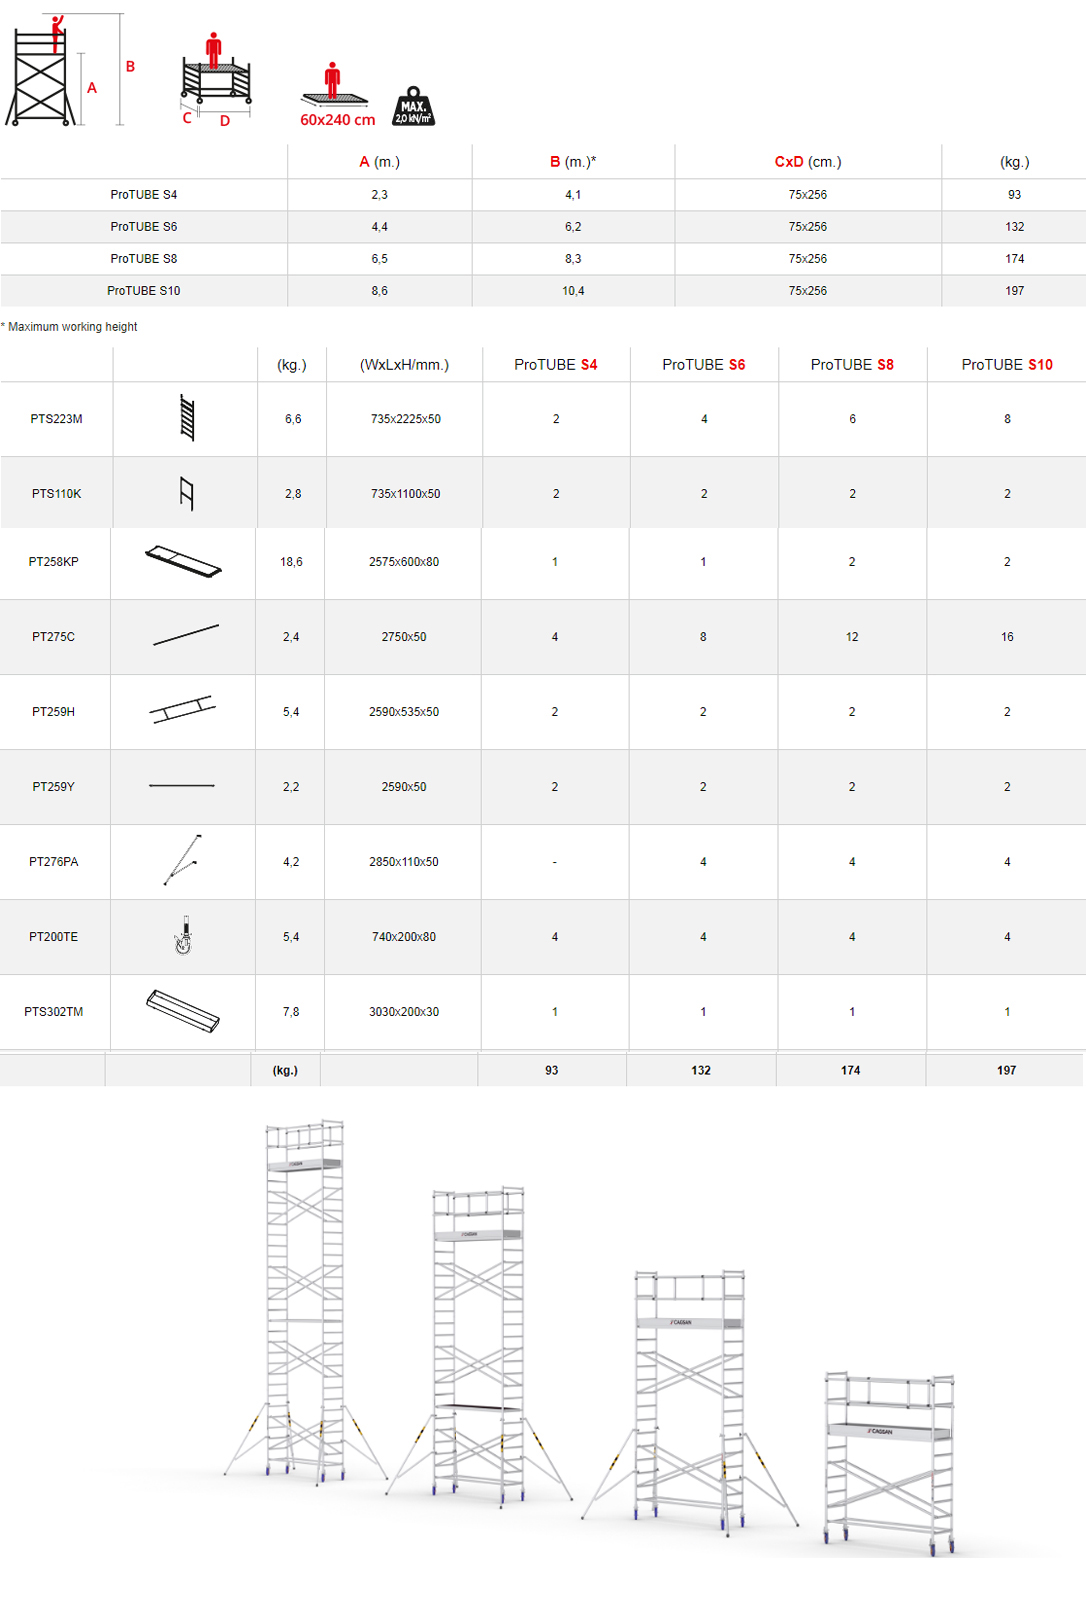 A
B
C
D
60x240 cm
MAX.
2,0 kN/m²
A (m.) B (m.)* CxD (cm.) (kg.)
ProTUBE S4 2,3 4,1 75x256 93
ProTUBE S6 4,4 6,2 75x256 132
ProTUBE S8 6,5 8,3 75x256 174
ProTUBE S10 8,6 10,4 75x256 197
* Maximum working height
(kg.) (WxLxH/mm.) ProTUBE S4 ProTUBE S6 ProTUBE S8 ProTUBE S10
PTS223M 6,6 735x2225x50 2 4 6 8
PTS110K 2,8 735x1100x50 2 2 2 2
PT258KP 18,6 2575x600x80 1 1 2 2
PT275C 2,4 2750x50 4 8 12 16
PT259H 5,4 2590x535x50 2 2 2 2
PT259Y 2,2 2590x50 2 2 2 2
PT276PA 4,2 2850x110x50 - 4 4 4
PT200TE 5,4 740x200x80 4 4 4 4
PTS302TM 7,8 3030x200x30 1 1 1 1
(kg.) 93 132 174 197
CAGSAN
CAGSAN
CAGSAN
CAGSAN